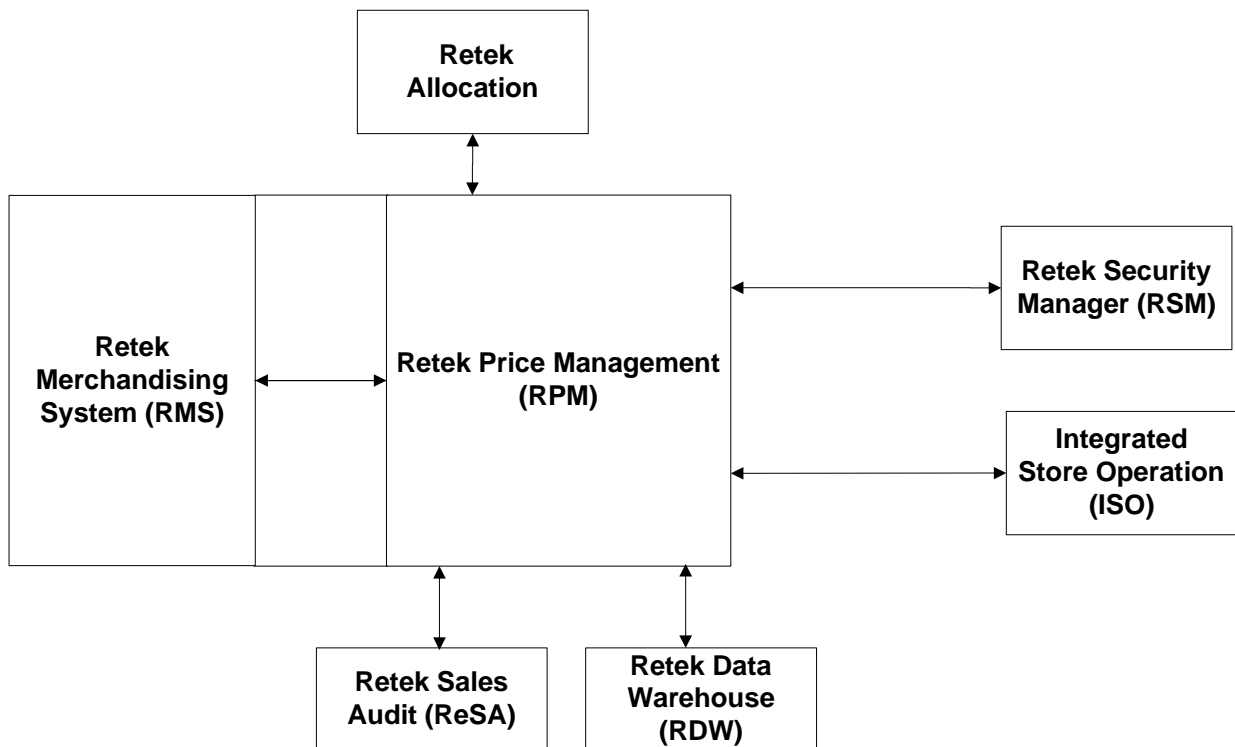 Retek
Allocation
Retek
Merchandising
System (RMS)
Retek Price Management
(RPM)
Retek Security
Manager (RSM)
Integrated
Store Operation
(ISO)
Retek Sales
Audit (ReSA)
Retek Data
Warehouse
(RDW)